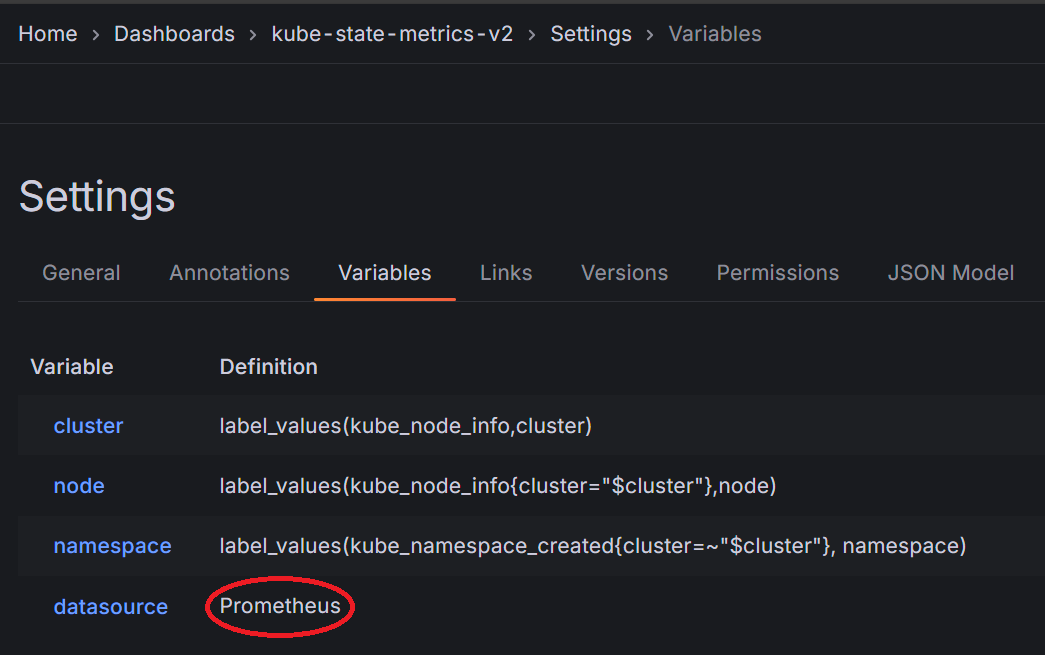 Home › Dashboards › kube-state-metrics-v2 › Settings › Variables
Settings
General Annotations Variables Links Versions Permissions JSON Model
Variable Definition
cluster label_values(kube_node_info,cluster)
node label_values(kube_node_info{cluster="$cluster"},node)
namespace label_values(kube_namespace_created{cluster=~"$cluster"}, namespace)
datasource Prometheus